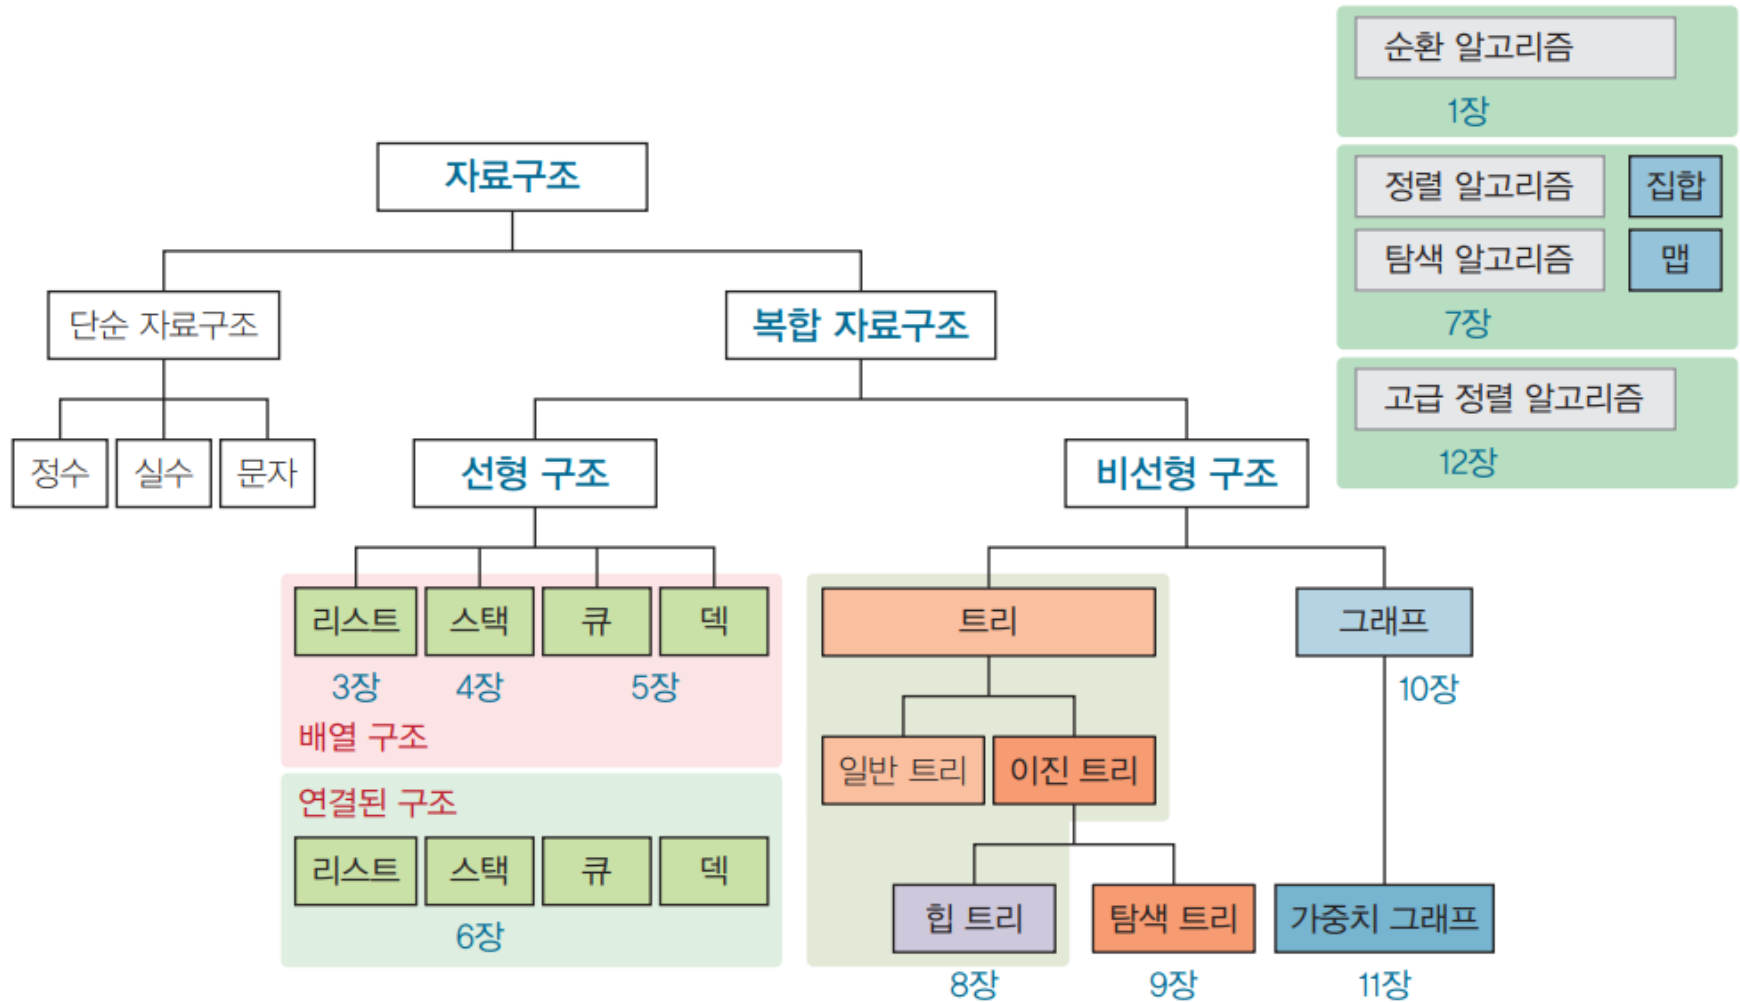 순환 알고리즘
1장
자료구조
정렬 알고리즘 집합
탐색 알고리즘 맵
7장
단순 자료구조 복합 자료구조
고급 정렬 알고리즘
12장
정수 실수 문자 선형 구조 비선형 구조
리스트 스택 큐 덱 트리 그래프
3장 4장 5장 10장
배열 구조
일반 트리 이진 트리
연결된 구조
리스트 스택 큐 덱
6장
힙 트리 탐색 트리 가중치 그래프
8장 9장 11장